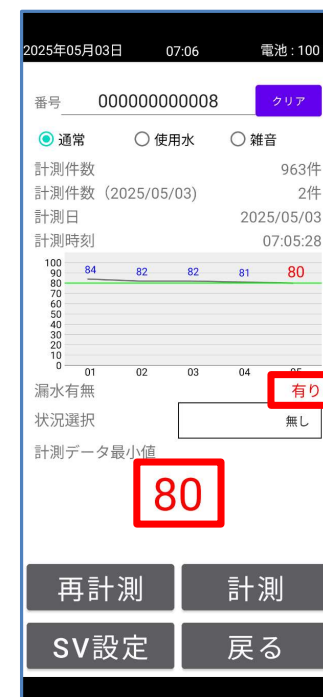 2025年05月03日 07:06 電池 : 100
番号 000000000008 クリア
通常 使用水 雑音
計測件数 963件
計測件数（2025/05/03) 2件
計測日 2025/05/03
計測時刻 07:05:28
100
90
80
70
60
50
40
30
20
10
0
84 82 82 81 80
01 02 03 04 05
漏水有無 有り
状況選択 無し
計測データ最小値
80
再計測 計測
SV設定 戻る